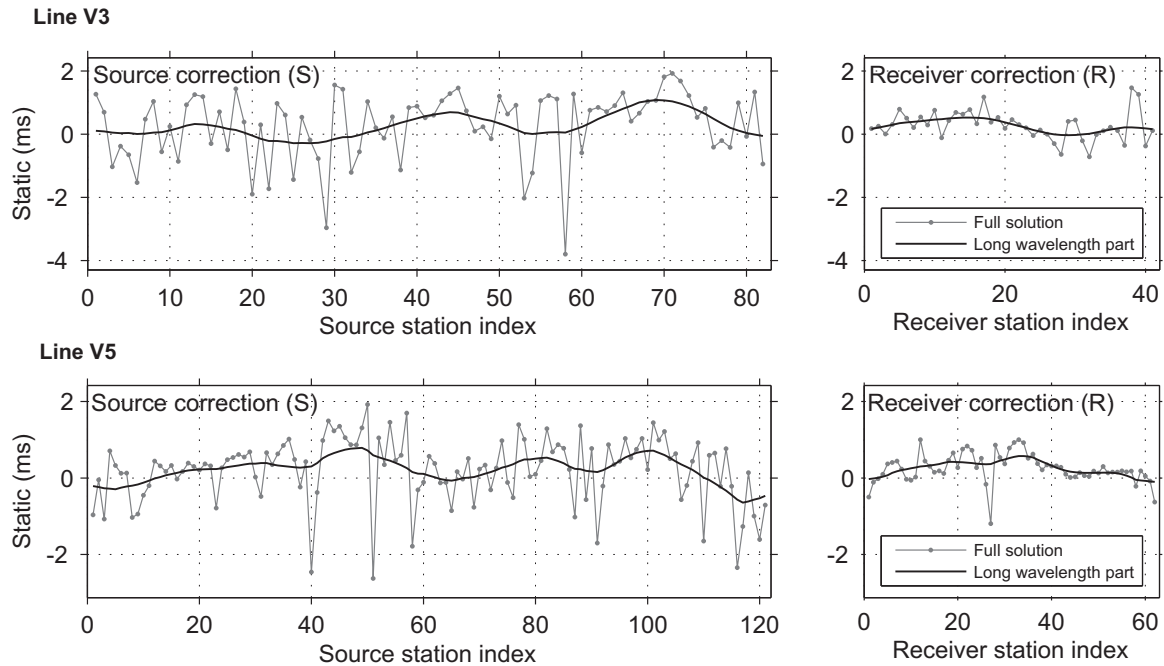 Line V3
Source correction (S)
Receiver correction (R)
Static (ms)
2
0
-2
-4
0 10 20 30 40 50 60 70 80
Source station index
2
0
-2
-4
0 20 40
Receiver station index
Full solution
Long wavelength part
Line V5
Source correction (S)
Receiver correction (R)
Static (ms)
2
0
-2
0 20 40 60 80 100 120
Source station index
2
0
-2
0 20 40 60
Receiver station index
Full solution
Long wavelength part